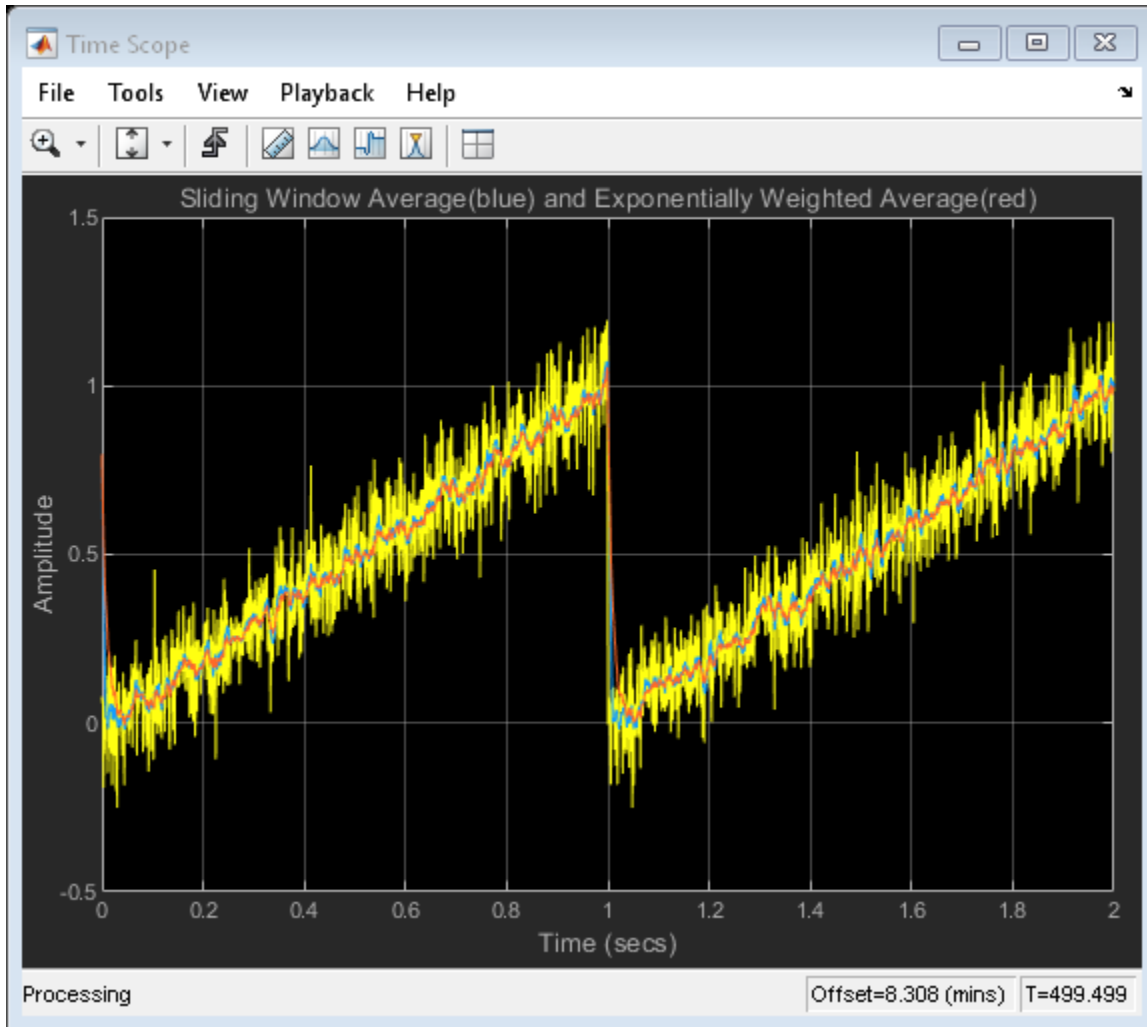 Time Scope
File Tools View Playback Help
Sliding Window Average(blue) and Exponentially Weighted Average(red)
1.5
1
0.5
0
-0.5
Amplitude
0 0.2 0.4 0.6 0.8 1 1.2 1.4 1.6 1.8 2
Time (secs)
Processing Offset=8.308 (mins) T=499.499